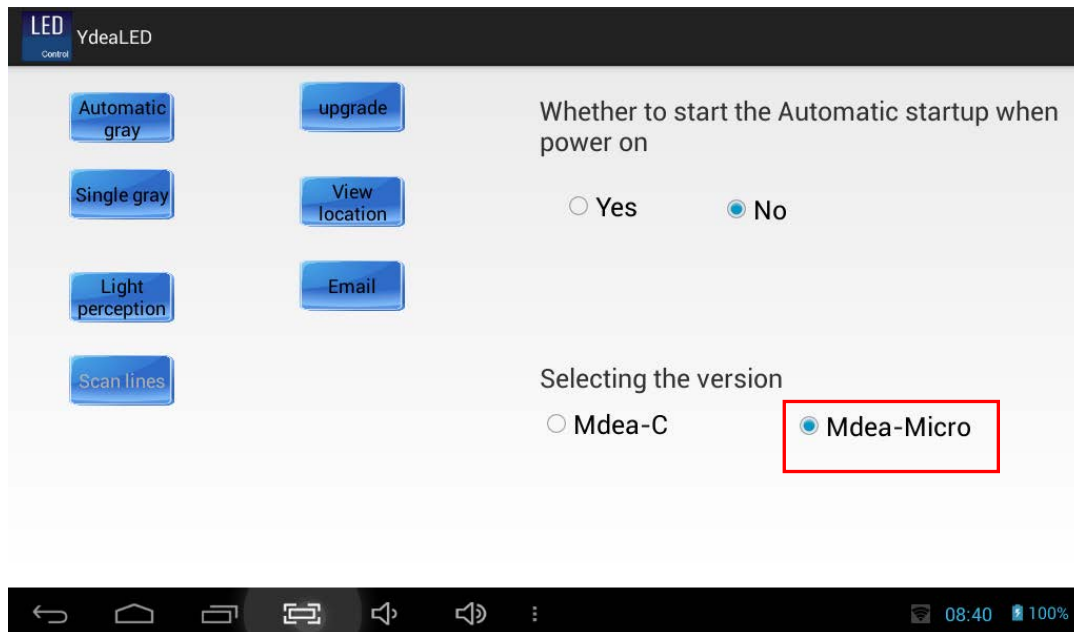 LED
Control
YdeaLED
Automatic
gray
upgrade
Single gray
View
location
Light
perception
Email
Scan lines
Whether to start the Automatic startup when
power on
Yes
No
Selecting the version
Mdea-C
Mdea-Micro
08:40
100%